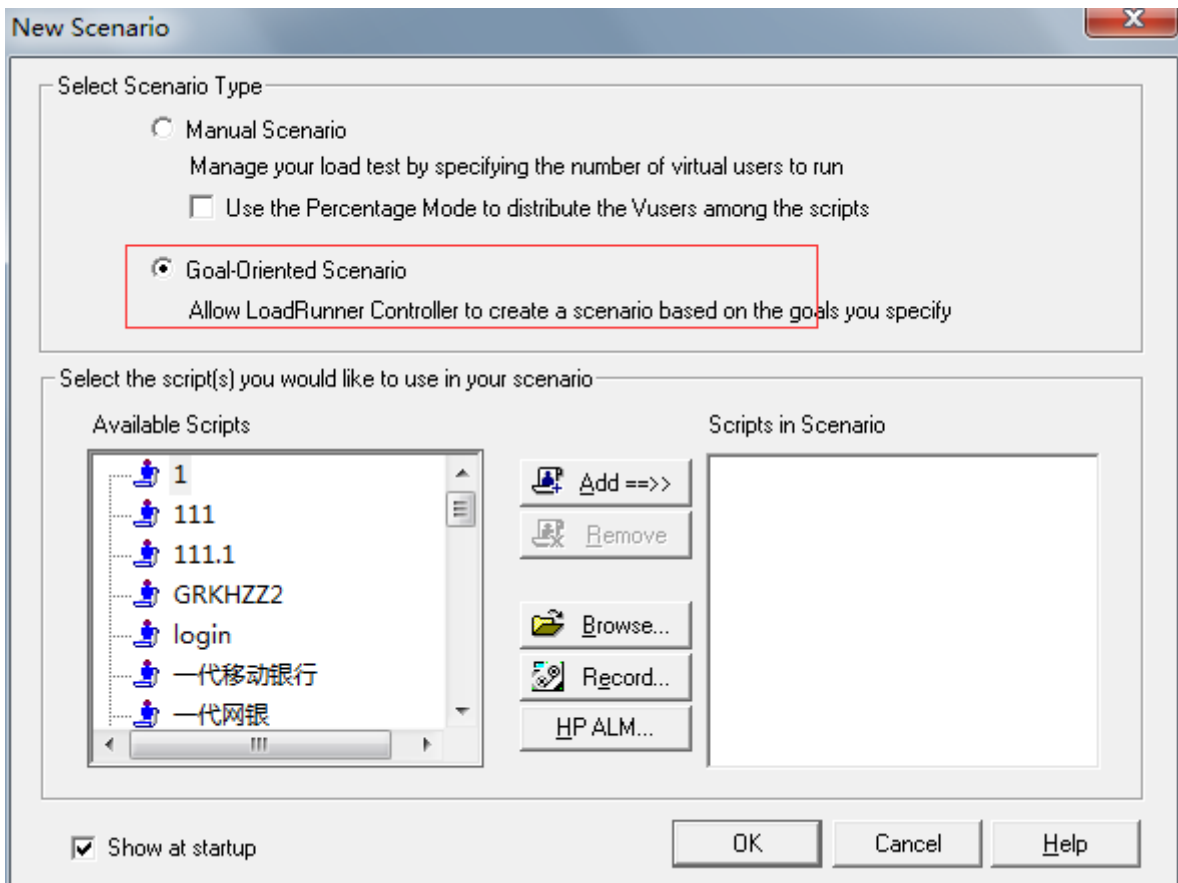 New Scenario
X
Select Scenario Type
Manual Scenario
Manage your load test by specifying the number of virtual users to run
Use the Percentage Mode to distribute the Vusers among the scripts
Goal-Oriented Scenario
Allow LoadRunner Controller to create a scenario based on the goals you specify
Select the script(s) you would like to use in your scenario
Available Scripts
Scripts in Scenario
1
111
111.1
GRKHZZ2
login
一代移动银行
一代网银
Add ==>>
Remove
Browse...
Record...
HP ALM...
Show at startup
OK
Cancel
Help